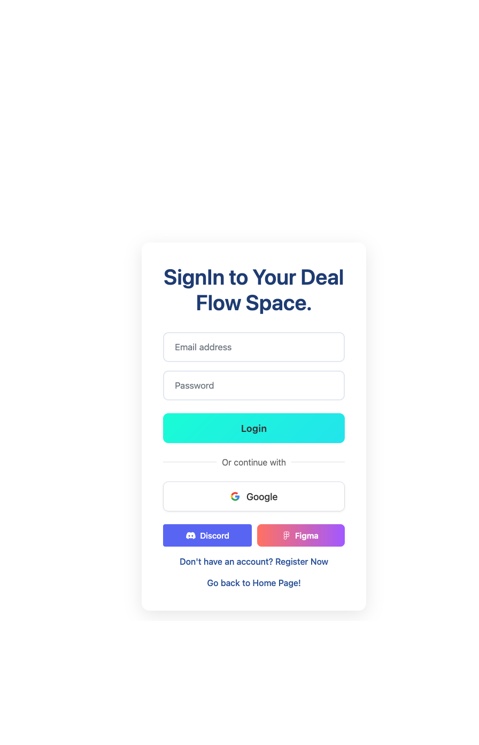 SignIn to Your Deal
Flow Space.
Email address
Password
Login
Or continue with
Google
Discord
Figma
Don't have an account? Register Now
Go back to Home Page!